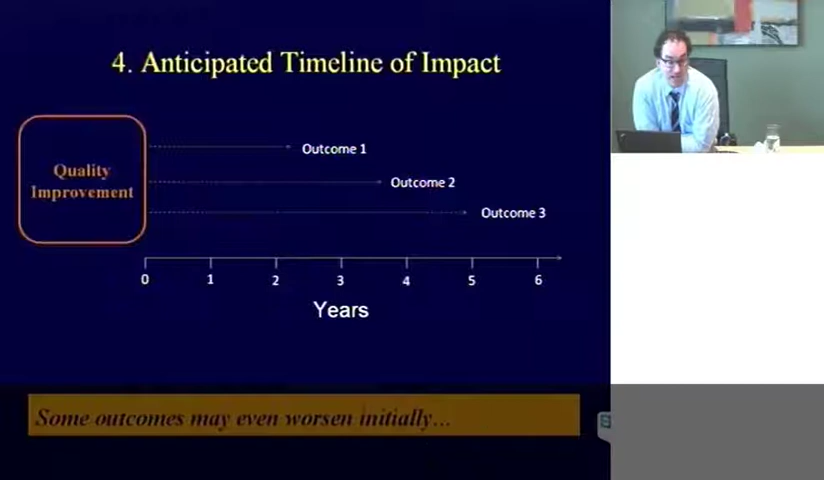 4. Anticipated Timeline of Impact
Quality
Improvement
Outcome 1
Outcome 2
Outcome 3
0 1 2 3 4 5 6
Years
Some outcomes may even worsen initially...